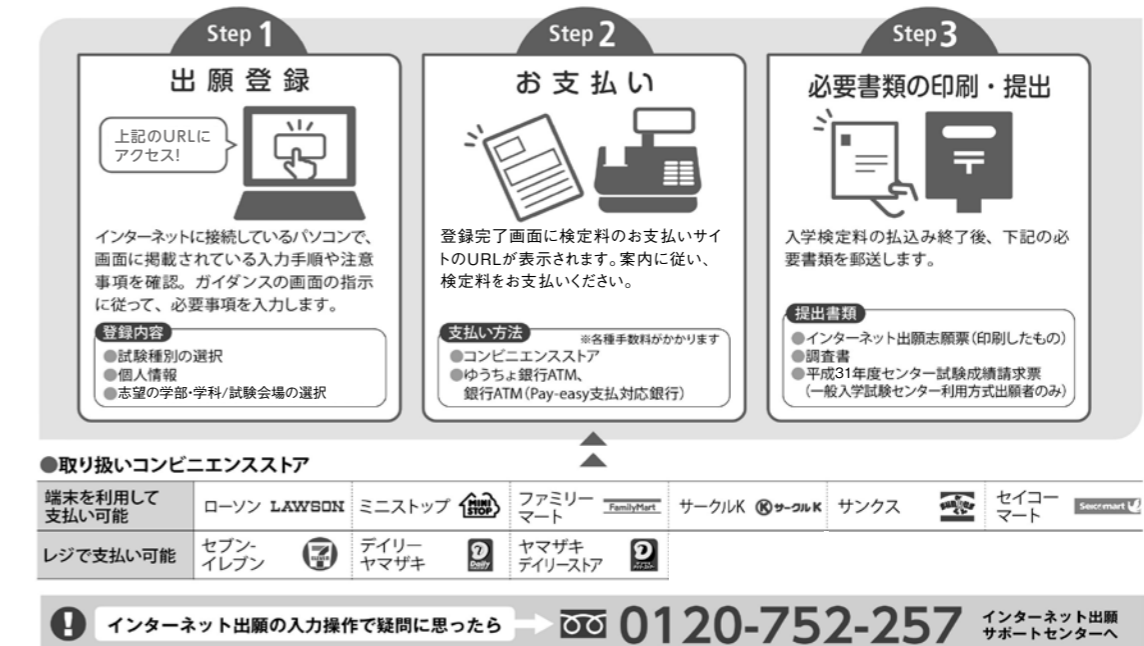 Step 1
出願登録
上記のURLに
アクセス!
インターネットに接続しているパソコンで、
画面に掲載されている入力手順や注意
事項を確認。ガイダンスの画面の指示
に従って、必要事項を入力します。
登録内容
●試験種別の選択
●個人情報
●志望の学部・学科/試験会場の選択
Step 2
お支払い
登録完了画面に検定料のお支払いサイ
トのURLが表示されます。案内に従い、
検定料をお支払いください。
支払い方法
※各種手数料がかかります
●コンビニエンスストア
●ゆうちょ銀行ATM、
銀行ATM(Pay-easy支払対応銀行)
Step 3
必要書類の印刷・提出
入学検定料の払込み終了後、下記の必
要書類を郵送します。
提出書類
●インターネット出願志願票(印刷したもの)
●調査書
●平成31年度センター試験成績請求票
(一般入学試験センター利用方式出願者のみ)
●取り扱いコンビニエンスストア
端末を利用して
支払い可能
ローソン LAWSON
ミニストップ MINI STOP
ファミリー
マート FamilyMart
サークルK ⓀサークルK
サンクス
セイコー
マート Seicomart
レジで支払い可能
セブン-
イレブン
デイリー
ヤマザキ Daily
ヤマザキ
デイリーストア
インターネット出願の入力操作で疑問に思ったら
0120-752-257
インターネット出願
サポートセンターへ